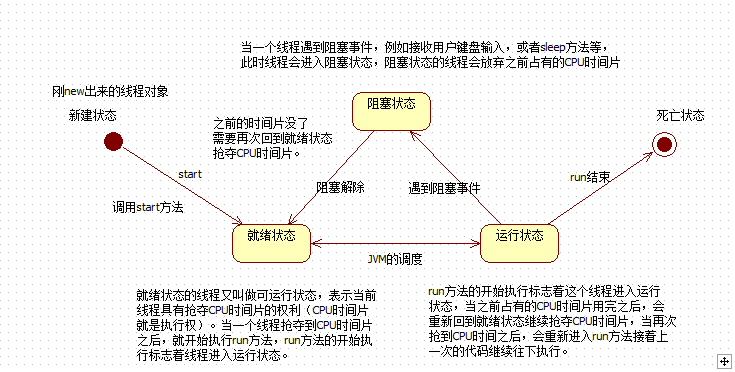 当一个线程遇到阻塞事件，例如接收用户键盘输入，或者sleep方法等，
此时线程会进入阻塞状态，阻塞状态的线程会放弃之前占有的CPU时间片
刚new出来的线程对象
新建状态
阻塞状态
死亡状态
之前的时间片没了
需要再次回到就绪状态
抢夺CPU时间片。
start
阻塞解除
遇到阻塞事件
run结束
调用start方法
就绪状态
运行状态
JVM的调度
就绪状态的线程又叫做可运行状态，表示当前
线程具有抢夺CPU时间片的权利（CPU时间片
就是执行权）。当一个线程抢夺到CPU时间片
之后，就开始执行run方法，run方法的开始执
行标志着线程进入运行状态。
run方法的开始执行标志着这个线程进入运行
状态，当之前占有的CPU时间片用完之后，会
重新回到就绪状态继续抢夺CPU时间片，当再次
抢到CPU时间之后，会重新进入run方法接着上
一次的代码继续往下执行。